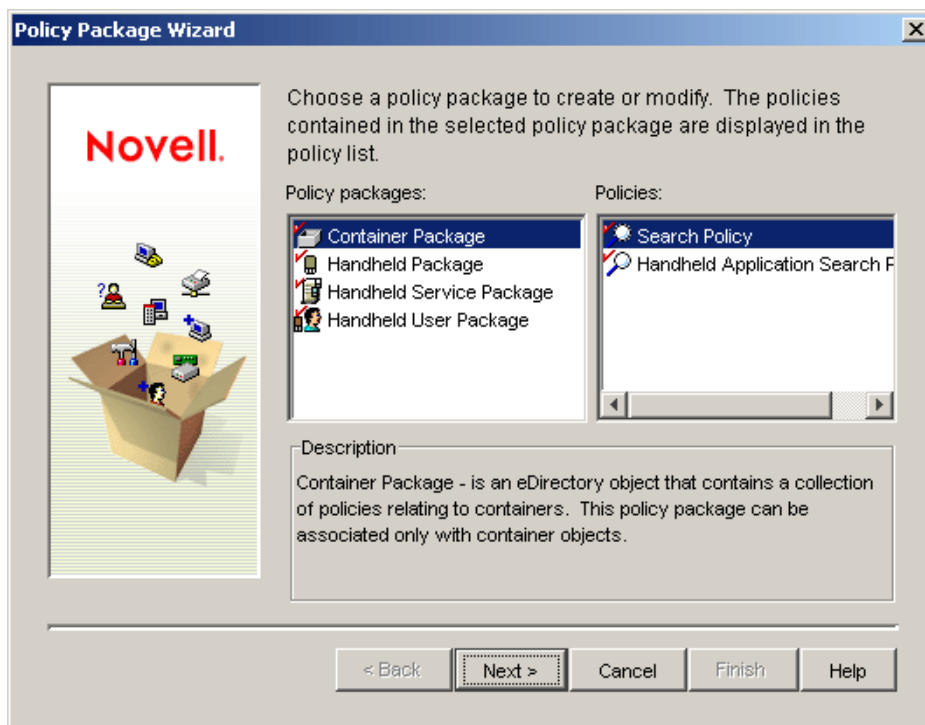 Policy Package Wizard
Novell.
Choose a policy package to create or modify. The policies
contained in the selected policy package are displayed in the
policy list.
Policy packages:
Container Package
Handheld Package
Handheld Service Package
Handheld User Package
Policies:
Search Policy
Handheld Application Search
Description
Container Package - is an eDirectory object that contains a collection
of policies relating to containers. This policy package can be
associated only with container objects.
< Back
Next >
Cancel
Finish
Help